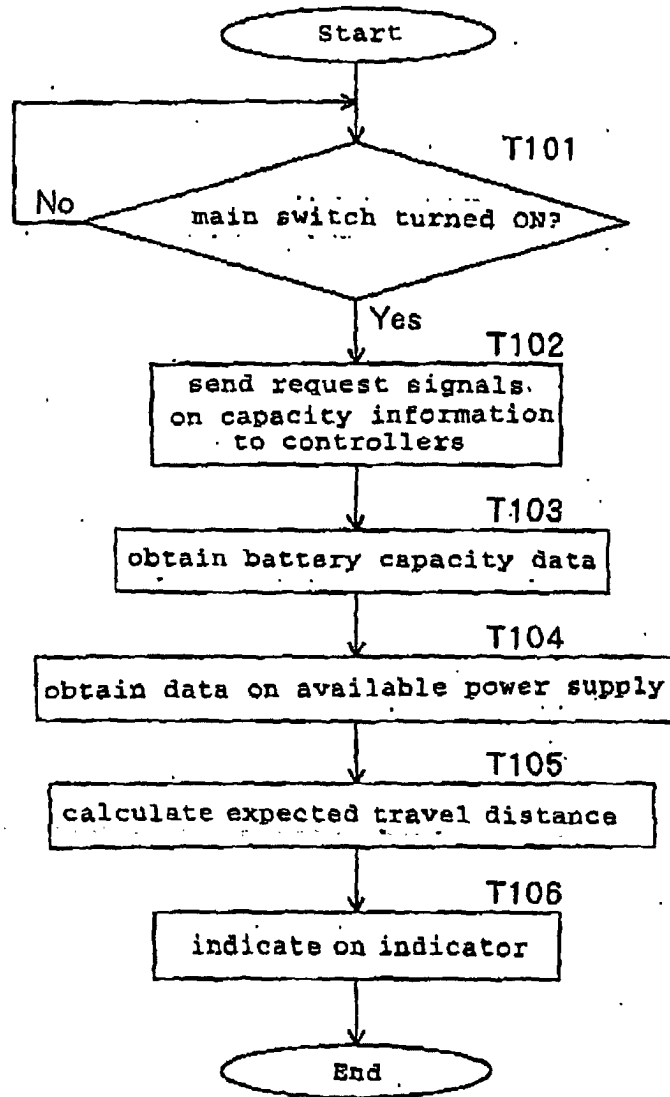 Start
T101
No
main switch turned ON?
Yes
T102
send request signals
on capacity information
to controllers
T103
obtain battery capacity data
T104
obtain data on available power supply
T105
calculate expected travel distance
T106
indicate on indicator
End